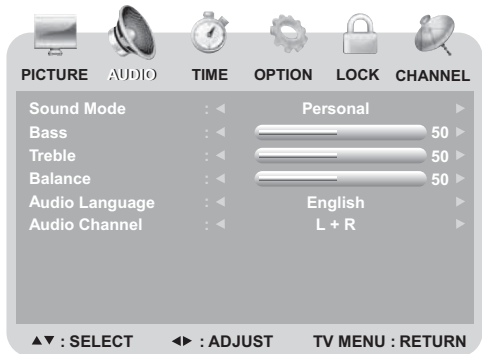 PICTURE AUDIO TIME OPTION LOCK CHANNEL
Sound Mode : ◀ Personal ▶
Bass : ◀ 50 ▶
Treble : ◀ 50 ▶
Balance : ◀ 50 ▶
Audio Language : ◀ English ▶
Audio Channel : ◀ L + R ▶
▲▼ : SELECT ◀▶ : ADJUST TV MENU : RETURN